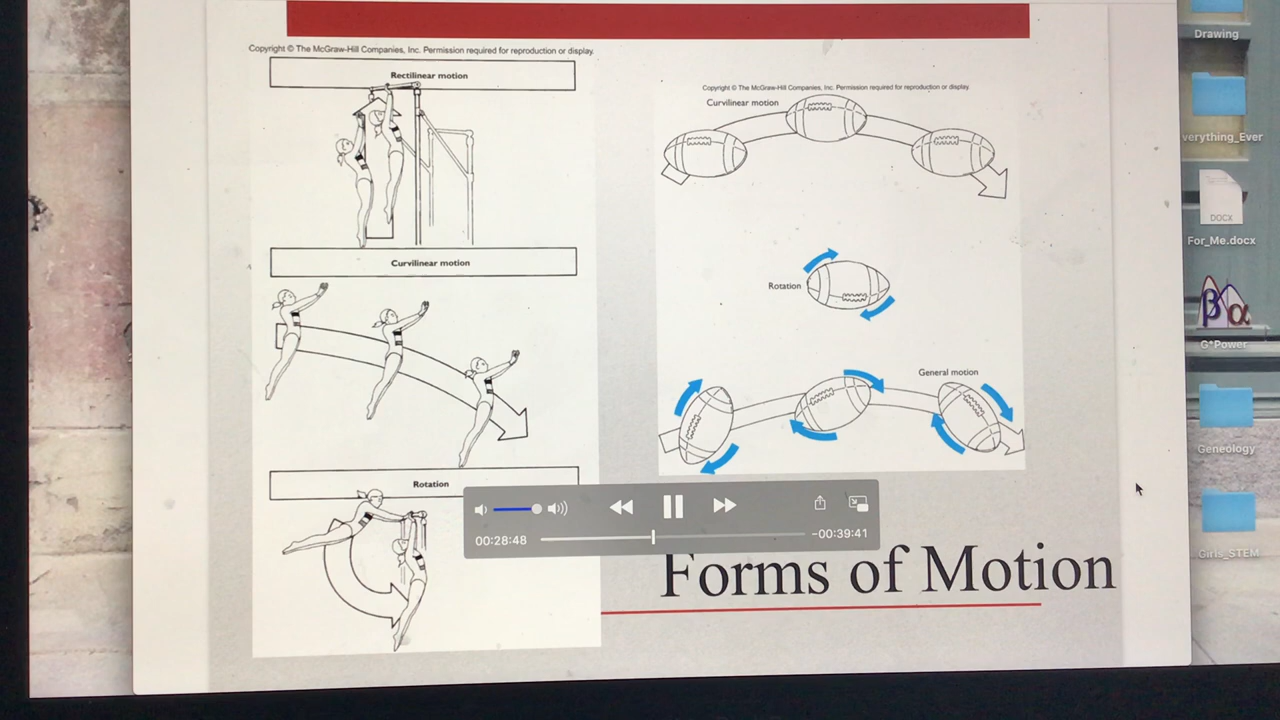 Copyright © The McGraw-Hill Companies, Inc. Permission required for reproduction or display.
Rectilinear motion
Curvilinear motion
Rotation
Copyright © The McGraw-Hill Companies, Inc. Permission required for reproduction or display.
Curvilinear motion
Rotation
General motion
00:28:48
-00:39:41
Forms of Motion
Drawing
verything_Ever
DOCX
For_Me.docx
β α
G*Power
Geneology
Girls_STEM